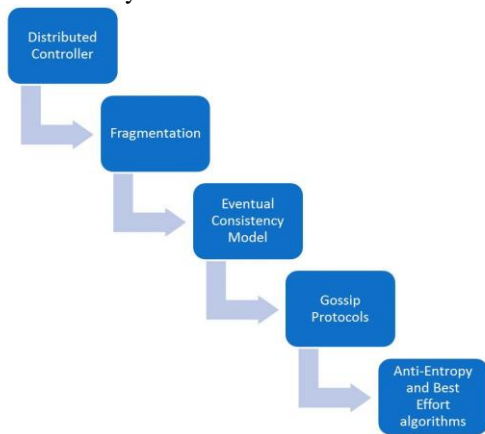 Distributed
Controller
Fragmentation
Eventual
Consistency
Model
Gossip
Protocols
Anti-Entropy
and Best
Effort
algorithms